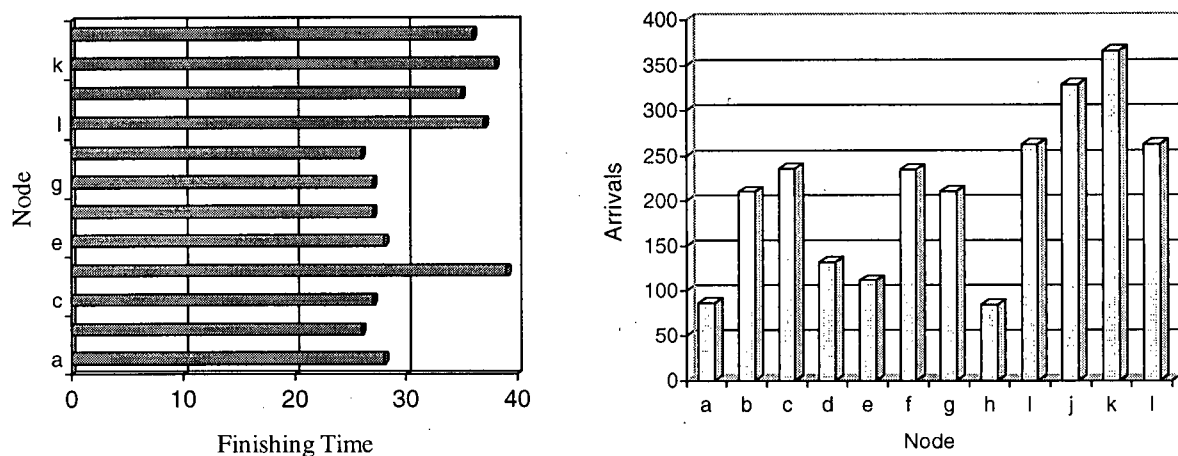 Node
k
l
g
e
c
a
0 10 20 30 40
Finishing Time
Arrivals
400
350
300
250
200
150
100
50
0
a b c d e f g h l j k l
Node